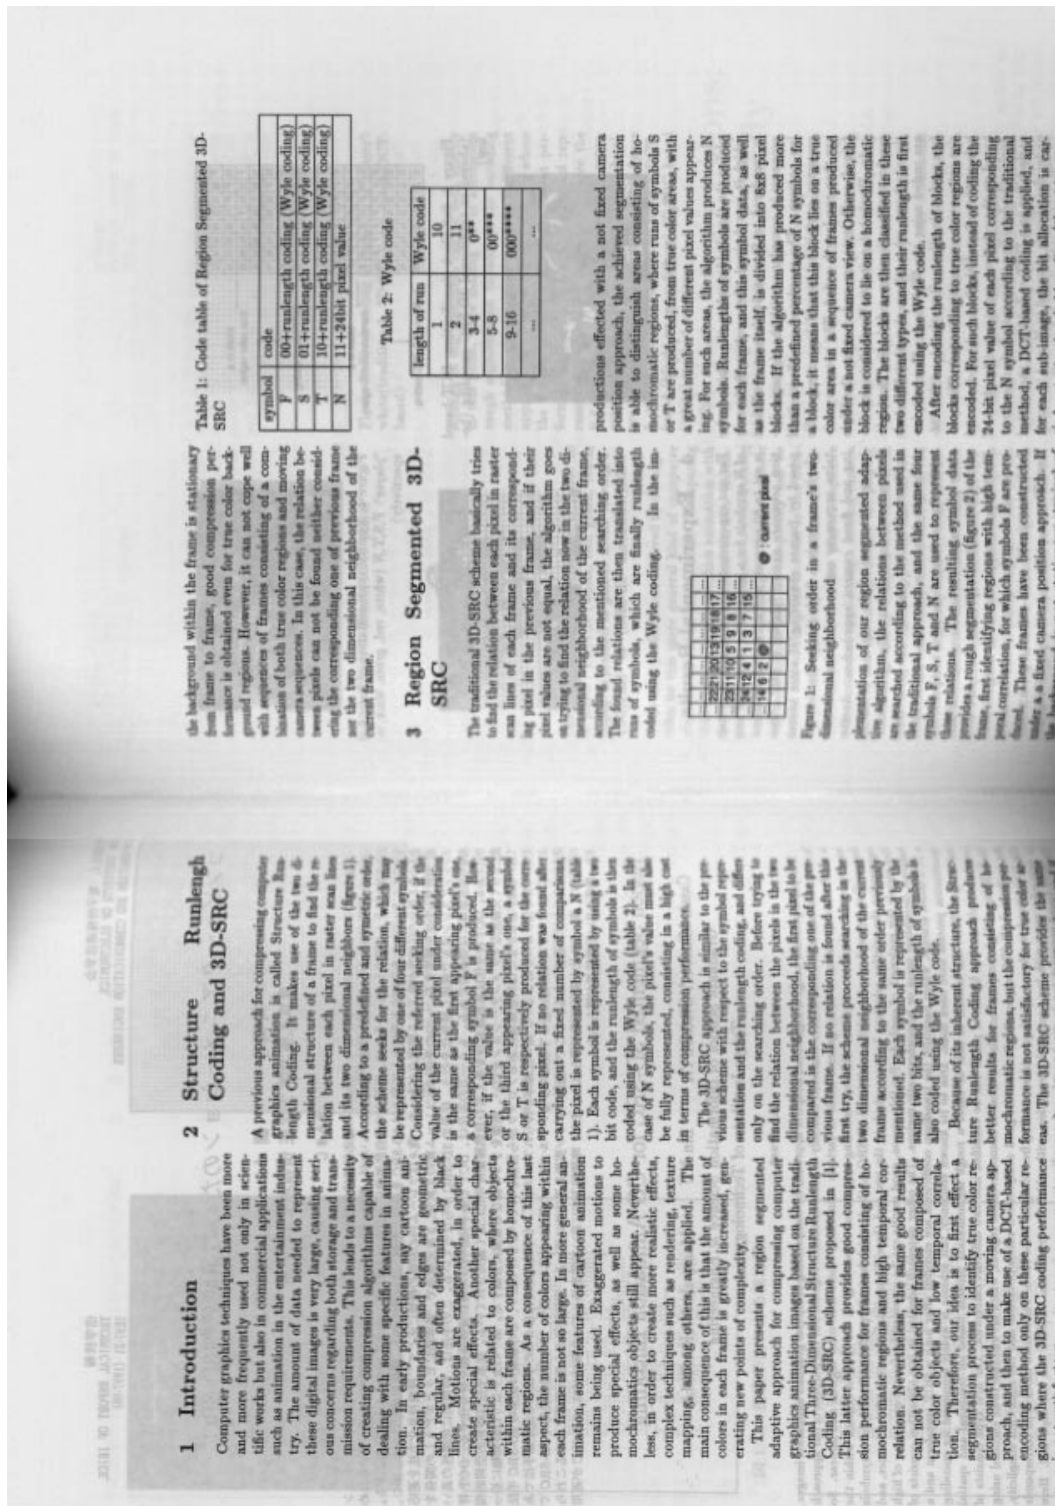 1 Introduction
Computer graphics techniques have been more
and more frequently used not only in scien-
tific works but also in commercial applications
such as animation in the entertainment indus-
try. The amount of data needed to represent
these digital images is very large, causing seri-
ous concerns regarding both storage and trans-
mission requirements. This leads to a necessity
of creating compression algorithms capable of
dealing with some specific features in anima-
tion. In early productions, say cartoon ani-
mation, boundaries and edges are geometric
and regular, and often determined by black
lines. Motions are exaggerated, in order to
create special effects. Another special char-
acteristic is related to colors, where objects
within each frame are composed by homochro-
matic regions. As a consequence of this last
aspect, the number of colors appearing within
each frame is not so large. In more general an-
imation, some features of cartoon animation
remains being used. Exaggerated motions to
produce special effects, as well as some ho-
mochromatics objects still appear. Neverthe-
less, in order to create more realistic effects,
complex techniques such as rendering, texture
mapping, among others, are applied. The
main consequence of this is that the amount of
colors in each frame is greatly increased, gen-
erating new points of complexity.
This paper presents a region segmented
adaptive approach for compressing computer
graphics animation images based on the tradi-
tional Three-Dimensional Structure Runlength
Coding (3D-SRC) scheme proposed in [1].
This latter approach provides good compres-
sion performance for frames consisting of ho-
mochromatic regions and high temporal cor-
relation. Nevertheless, the same good results
can not be obtained for frames composed of
true color objects and low temporal correla-
tion. Therefore, our idea is to first effect a
segmentation process to identify true color re-
gions constructed under a moving camera ap-
proach, and then to make use of a DCT-based
encoding method only on these particular re-
gions where the 3D-SRC coding performance
2 Structure Runlengh
Coding and 3D-SRC
A previous approach for compressing computer
graphics animation is called Structure Run-
length Coding. It makes use of the two di-
mensional structure of a frame to find the re-
lation between each pixel in raster scan lines
and its two dimensional neighbors (figure 1).
According to a predefined and symetric order,
the scheme seeks for the relation, which may
be represented by one of four different symbols.
Considering the referred seeking order, if the
value of the current pixel under consideration
is the same as the first appearing pixel's one,
a corresponding symbol F is produced. How-
ever, if the value is the same as the second
or the third appearing pixel's one, a symbol
S or T is respectively produced for the corre-
sponding pixel. If no relation was found after
carrying out a fixed number of comparisons,
the pixel is represented by symbol a N (table
1). Each symbol is represented by using a two
bit code, and the runlength of symbols is then
coded using the Wyle code (table 2). In the
case of N symbols, the pixel's value must also
be fully represented, consisting in a high cost
in terms of compression performance.
The 3D-SRC approach is similar to the pre-
vious scheme with respect to the symbol repre-
sentations and the runlength coding, and differs
only on the searching order. Before trying to
find the relation between the pixels in the two
dimensional neighborhood, the first pixel to be
compared is the corresponding one of the pre-
vious frame. If no relation is found after this
first try, the scheme proceeds searching in the
two dimensional neighborhood of the current
frame according to the same order previously
mentioned. Each symbol is represented by the
same two bits, and the runlength of symbols is
also coded using the Wyle code.
Because of its inherent structure, the Struc-
ture Runlength Coding approach produces
better results for frames consisting of ho-
mochromatic regions, but the compression per-
formance is not satisfactory for true color ar-
eas. The 3D-SRC scheme provides the same
the background within the frame is stationary
from frame to frame, good compression per-
formance is obtained even for true color back-
ground regions. However, it can not cope well
with sequences of frames consisting of a com-
bination of both true color regions and moving
camera sequences. In this case, the relation be-
tween pixels can not be found neither consid-
ering the corresponding one of previous frame
nor the two dimensional neighborhood of the
current frame.
3 Region Segmented 3D-
SRC
The traditional 3D-SRC scheme basically tries
to find the relation between each pixel in raster
scan lines of each frame and its correspond-
ing pixel in the previous frame, and if their
pixel values are not equal, the algorithm goes
on trying to find the relation now in the two di-
mensional neighborhood of the current frame,
according to the mentioned searching order.
The found relations are then translated into
runs of symbols, which are finally runlength
coded using the Wyle coding. In the im-
... ...
... 22 21 20 13 19 18 17 ...
... 23 11 10 5 9 8 16 ...
... 24 12 4 1 3 7 15 ...
... 14 6 2 @
@ : current pixel
Figure 1: Seeking order in a frame's two-
dimensional neighborhood
plementation of our region segmented adap-
tive algorithm, the relations between pixels
are searched according to the method used in
the traditional approach, and the same four
symbols F, S, T and N are used to represent
these relations. The resulting symbol data
provides a rough segmentation (figure 2) of the
frame, first identifying regions with high tem-
poral correlation, for which symbols F are pro-
duced. These frames have been constructed
under a a fixed camera position approach. If
Table 1: Code table of Region Segmented 3D-
SRC
symbol code
F 00+runlength coding (Wyle coding)
S 01+runlength coding (Wyle coding)
T 10+runlength coding (Wyle coding)
N 11+24bit pixel value
Table 2: Wyle code
length of run Wyle code
1 10
2 11
3-4 0**
5-8 00***
9-16 000****
... ...
productions effected with a not fixed camera
position approach, the achieved segmentation
is able to distinguish areas consisting of ho-
mochromatic regions, where runs of symbols S
or T are produced, from true color areas, with
a great number of different pixel values appear-
ing. For such areas, the algorithm produces N
symbols. Runlengths of symbols are produced
for each frame, and this symbol data, as well
as the frame itself, is divided into 8x8 pixel
blocks. If the algorithm has produced more
than a predefined percentage of N symbols for
a block, it means that this block lies on a true
color area in a sequence of frames produced
under a not fixed camera view. Otherwise, the
block is considered to lie on a homochromatic
region. The blocks are then classified in these
two different types, and their runlength is first
encoded using the Wyle code.
After encoding the runlength of blocks, the
blocks corresponding to true color regions are
encoded. For such blocks, instead of coding the
24-bit pixel value of each pixel corresponding
to the N symbol according to the traditional
method, a DCT-based coding is applied, and
for each sub-image, the bit allocation is car-